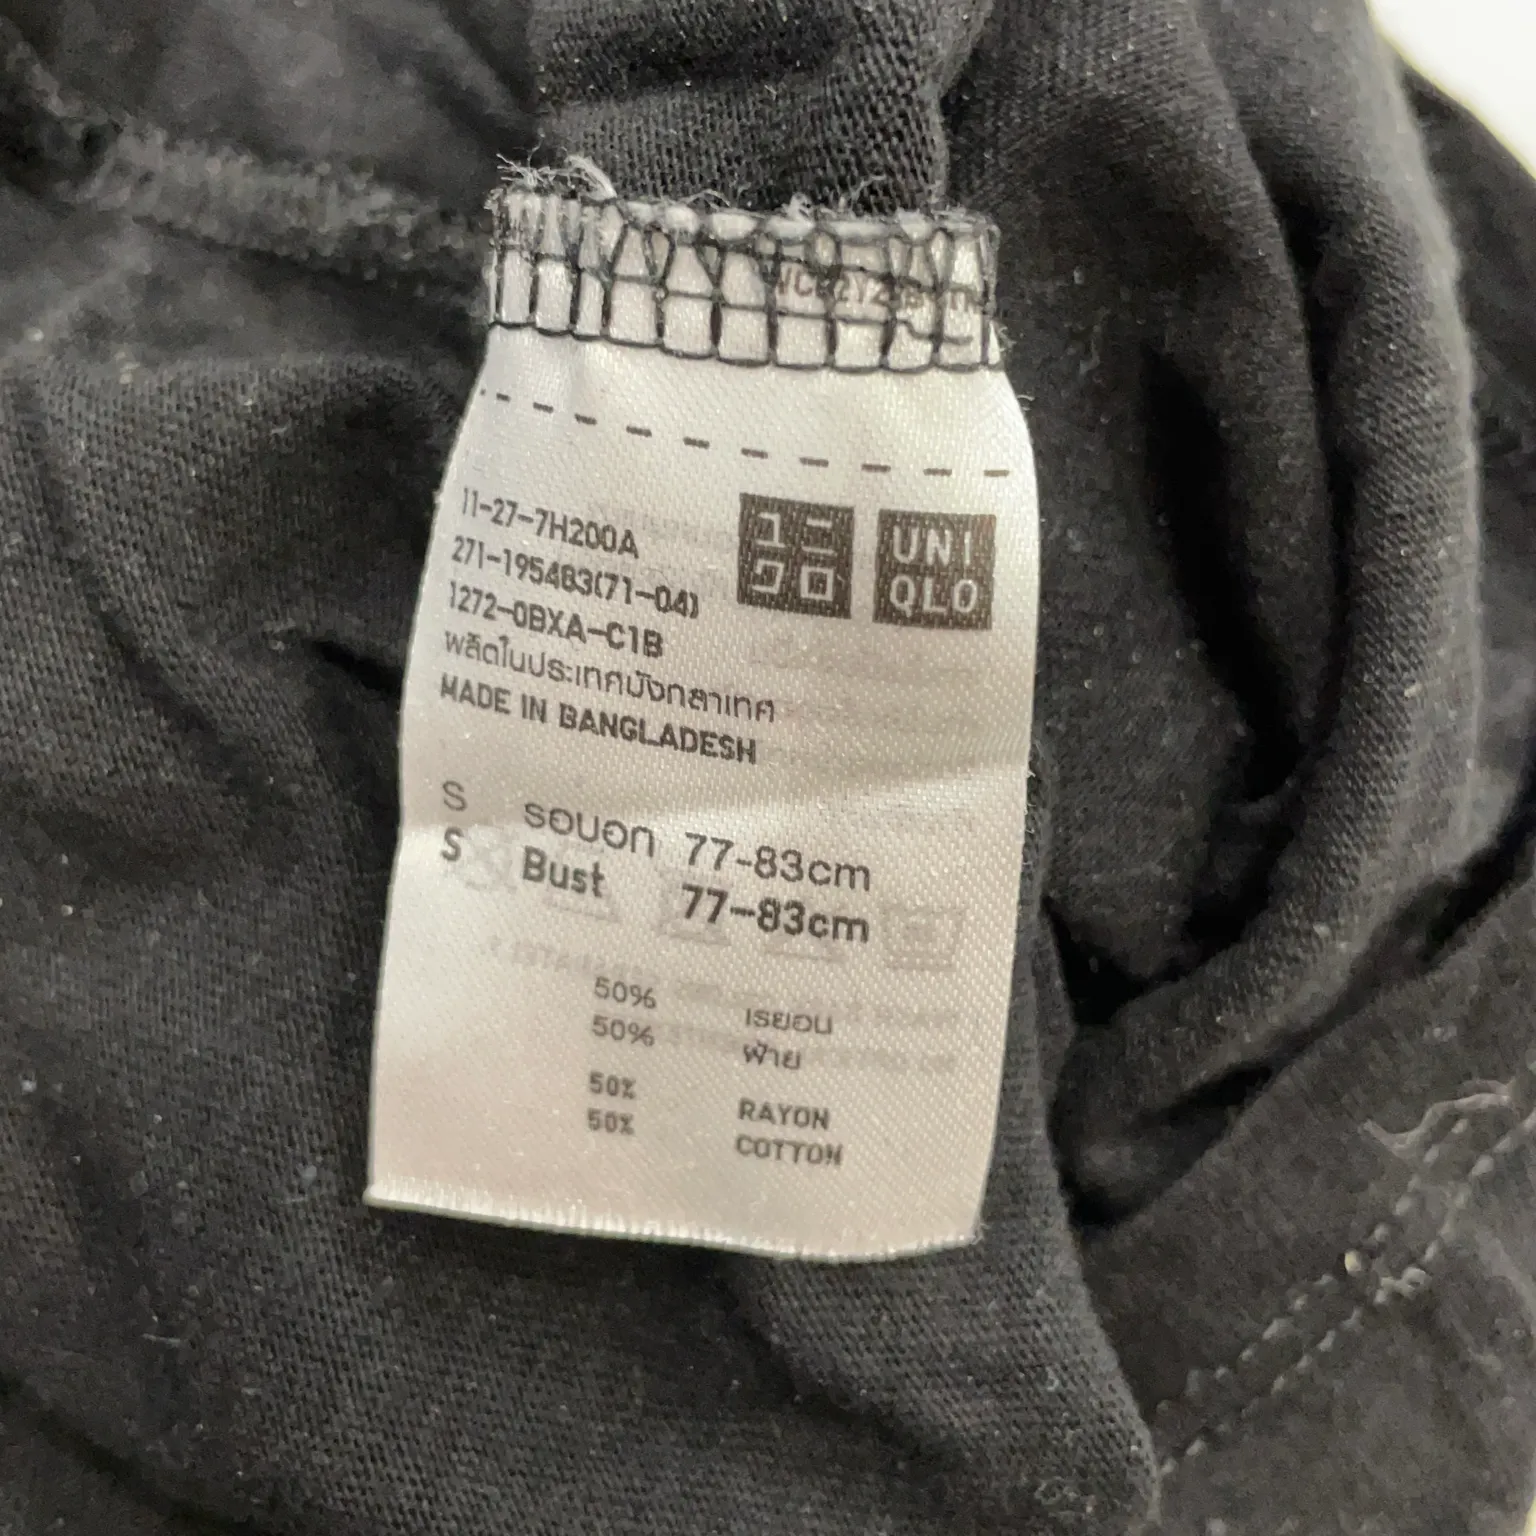 11-27-7H200A
271-195483(71-04)
1272-0BXA-C1B
ユニ
クロ
UNI
QLO
ผลิตในประเทศบังกลาเทศ
MADE IN BANGLADESH
S รอบอก 77-83cm
S Bust 77-83cm
50% เรยอน
50% ฝ้าย
50% RAYON
50% COTTON